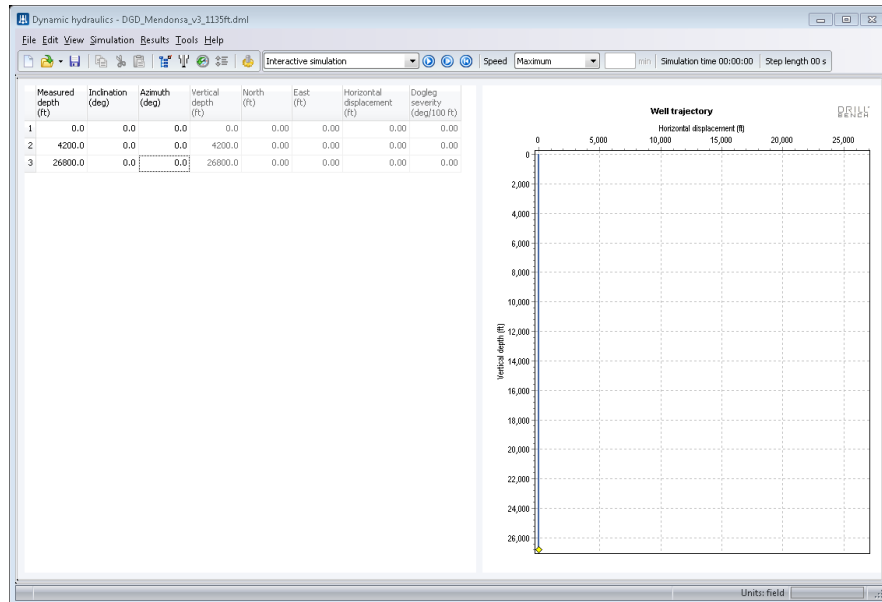 Dynamic hydraulics - DGD_Mendonsa_v3_1135ft.dml
File Edit View Simulation Results Tools Help
Interactive simulation Speed Maximum min Simulation time 00:00:00 Step length 00 s
Measured depth (ft) Inclination (deg) Azimuth (deg) Vertical depth (ft) North (ft) East (ft) Horizontal displacement (ft) Dogleg severity (deg/100 ft)
1 0.0 0.0 0.0 0.0 0.00 0.00 0.00 0.00
2 4200.0 0.0 0.0 4200.0 0.00 0.00 0.00 0.00
3 26800.0 0.0 0.0 26800.0 0.00 0.00 0.00 0.00
Well trajectory
DRILL BENCH
Horizontal displacement (ft)
0 5,000 10,000 15,000 20,000 25,000
Vertical depth (ft)
0
2,000
4,000
6,000
8,000
10,000
12,000
14,000
16,000
18,000
20,000
22,000
24,000
26,000
Units: field